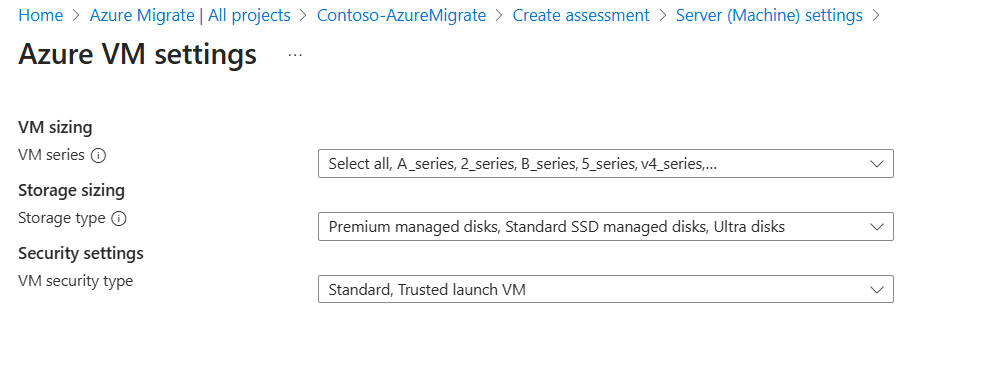 Home > Azure Migrate | All projects > Contoso-AzureMigrate > Create assessment > Server (Machine) settings >
Azure VM settings ...
VM sizing
VM series
Select all, A_series, 2_series, B_series, 5_series, v4_series,...
Storage sizing
Storage type
Premium managed disks, Standard SSD managed disks, Ultra disks
Security settings
VM security type
Standard, Trusted launch VM